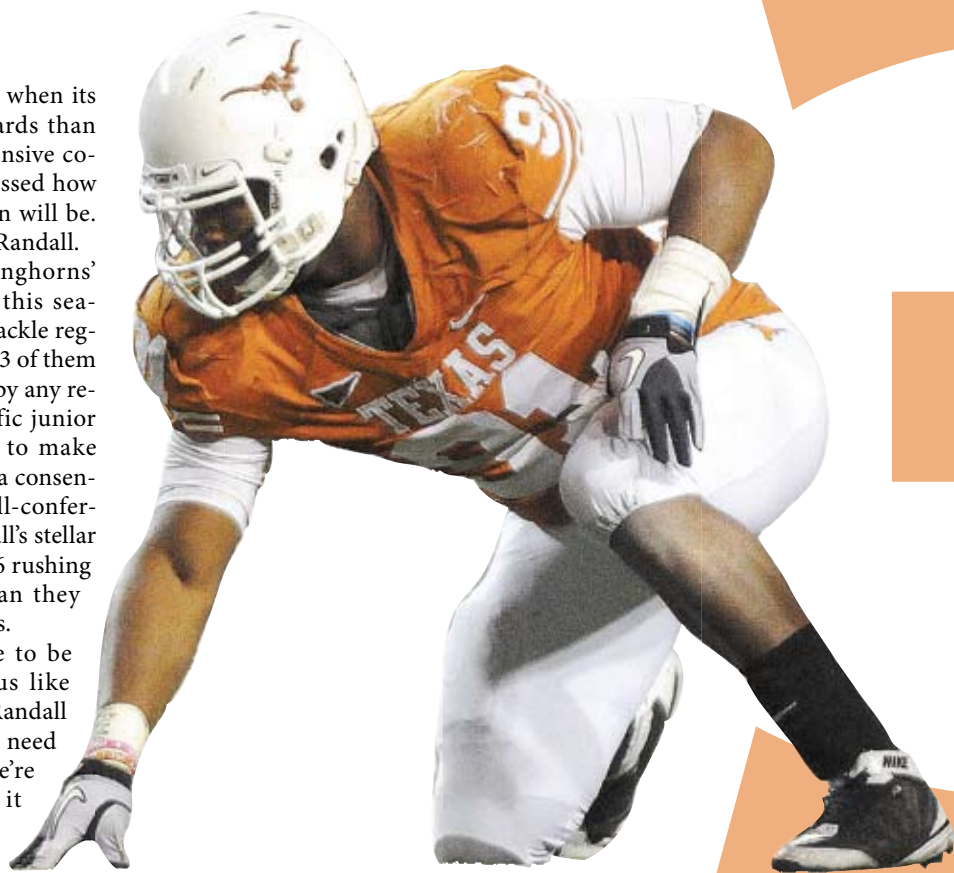 when its
ards than
ensive co-
ssed how
n will be.
Randall.
nghorns’
this sea-
ackle reg-
3 of them
by any re-
fic junior
to make
a consen-
ll-confer-
all’s stellar
6 rushing
an they
s.
e to be
us like
Randall
need
e’re
it
TEXAS
NIKE